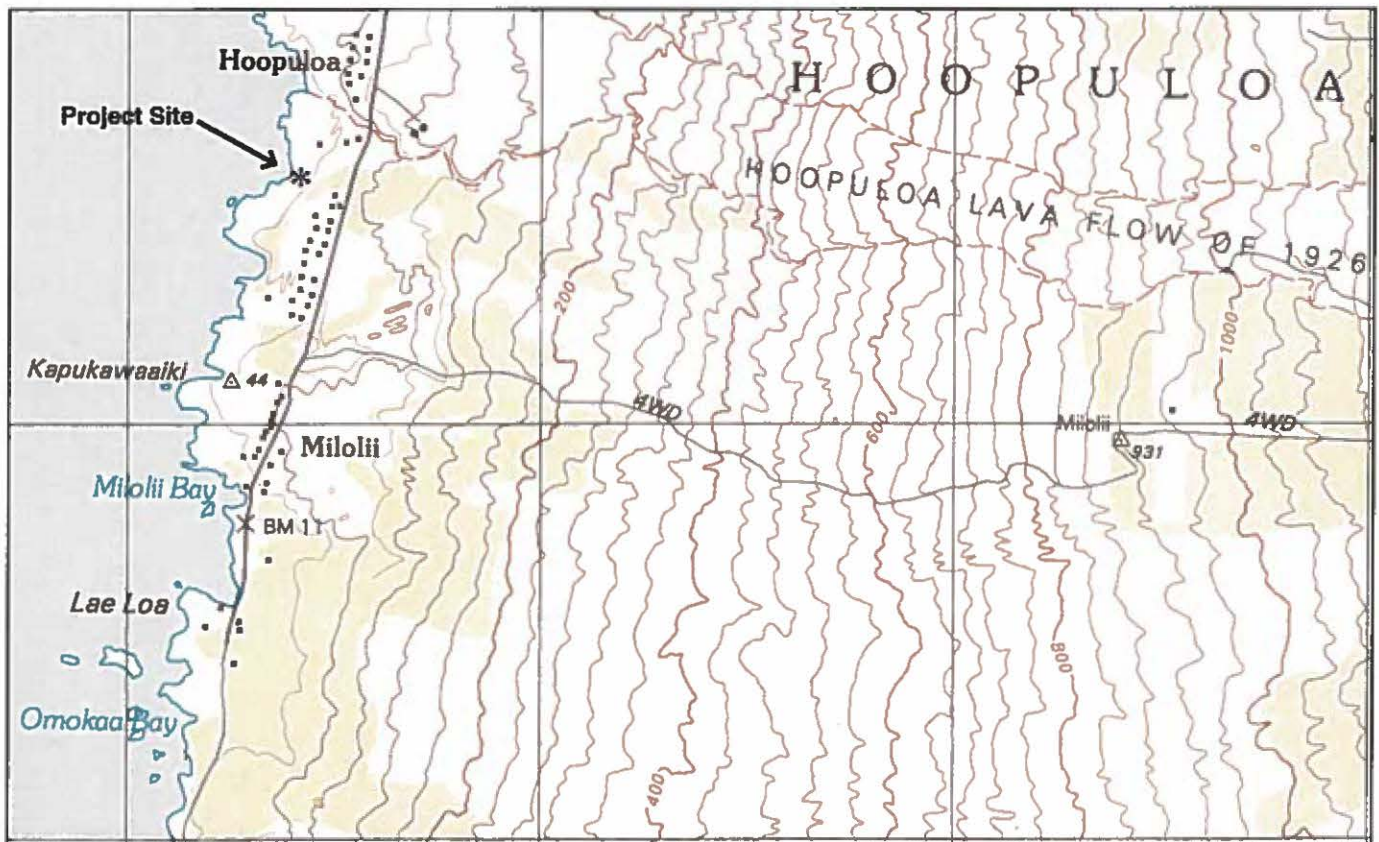 Hoopuloa
HOOPULOA
Project Site
HOOPULOA LAVA FLOW OF 1926
200
1000
Kapukawaaiki
44
4WD
600
Milolii
4WD
931
Milolii
Milolii Bay
BM 11
Lae Loa
800
Omokaa Bay
400